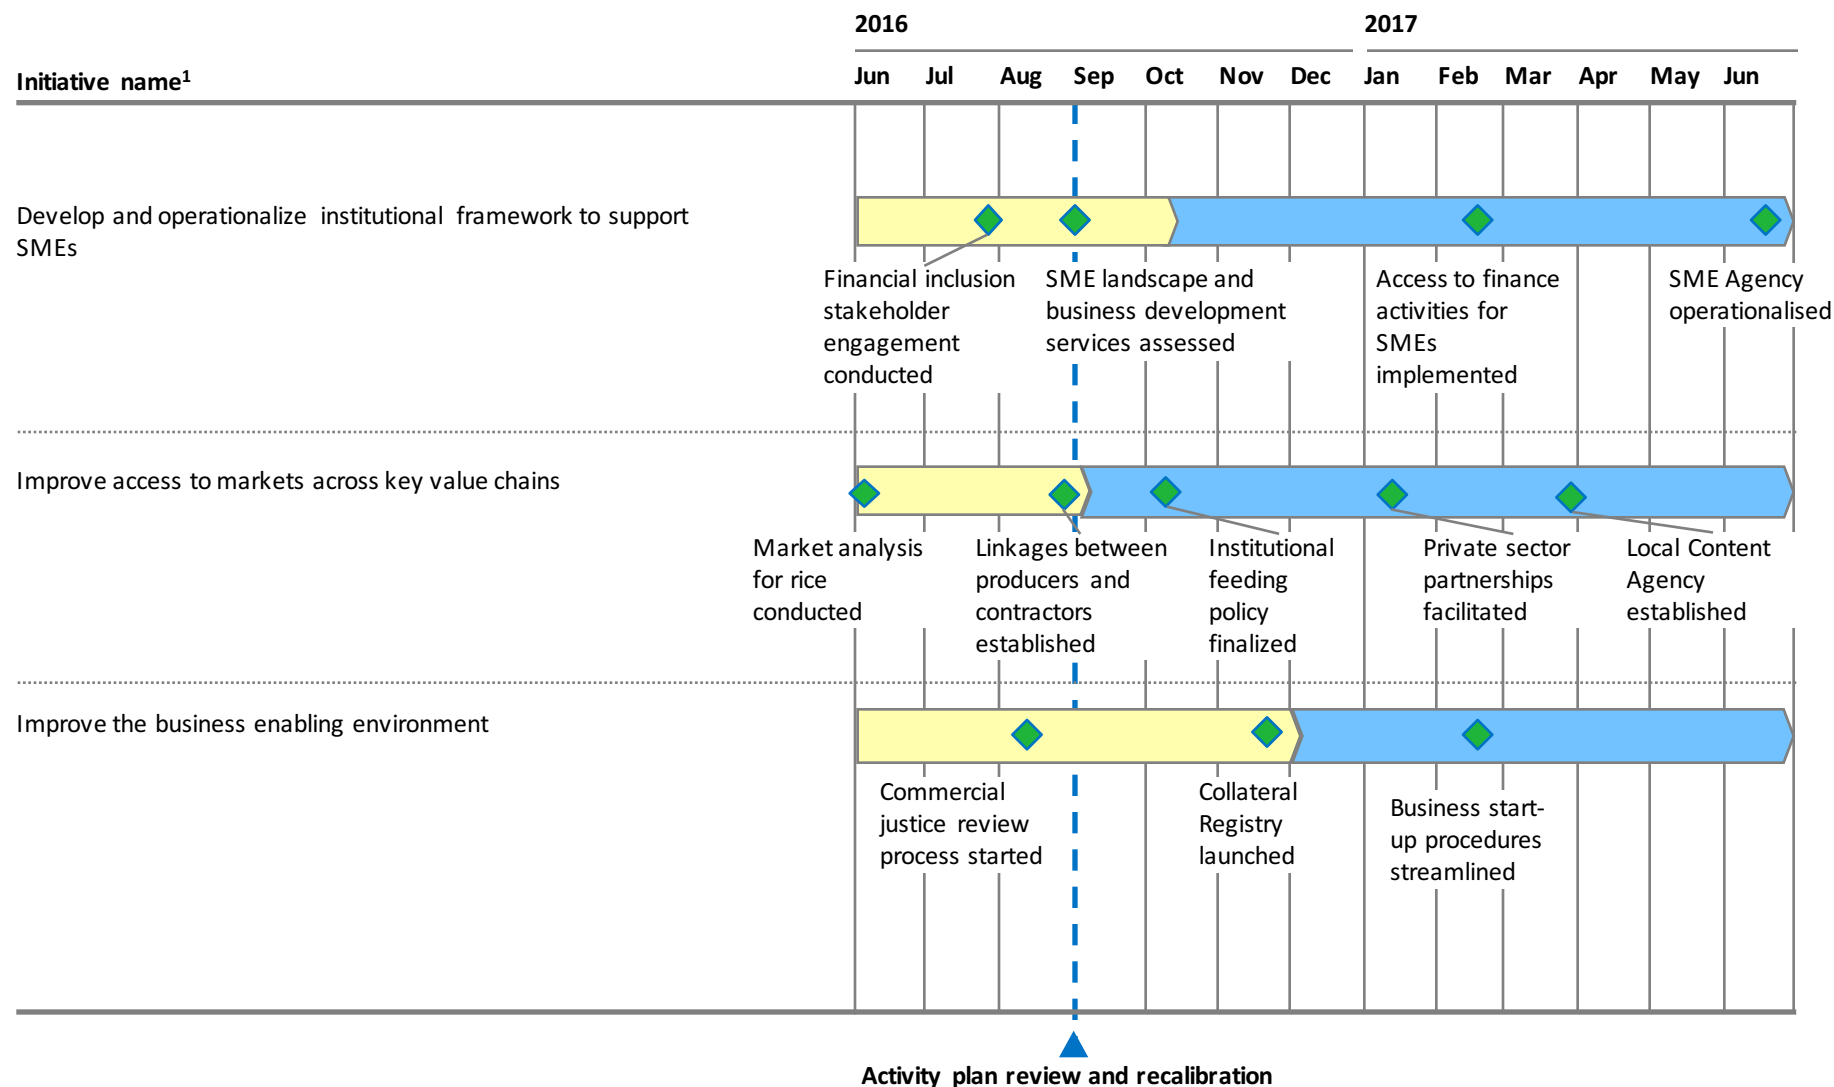 2016
2017
Initiative name1
Jun Jul Aug Sep Oct Nov Dec Jan Feb Mar Apr May Jun
Develop and operationalize institutional framework to support
SMEs
Financial inclusion
stakeholder
engagement
conducted
SME landscape and
business development
services assessed
Access to finance
activities for
SMEs
implemented
SME Agency
operationalised
Improve access to markets across key value chains
Market analysis
for rice
conducted
Linkages between
producers and
contractors
established
Institutional
feeding
policy
finalized
Private sector
partnerships
facilitated
Local Content
Agency
established
Improve the business enabling environment
Commercial
justice review
process started
Collateral
Registry
launched
Business start-
up procedures
streamlined
Activity plan review and recalibration